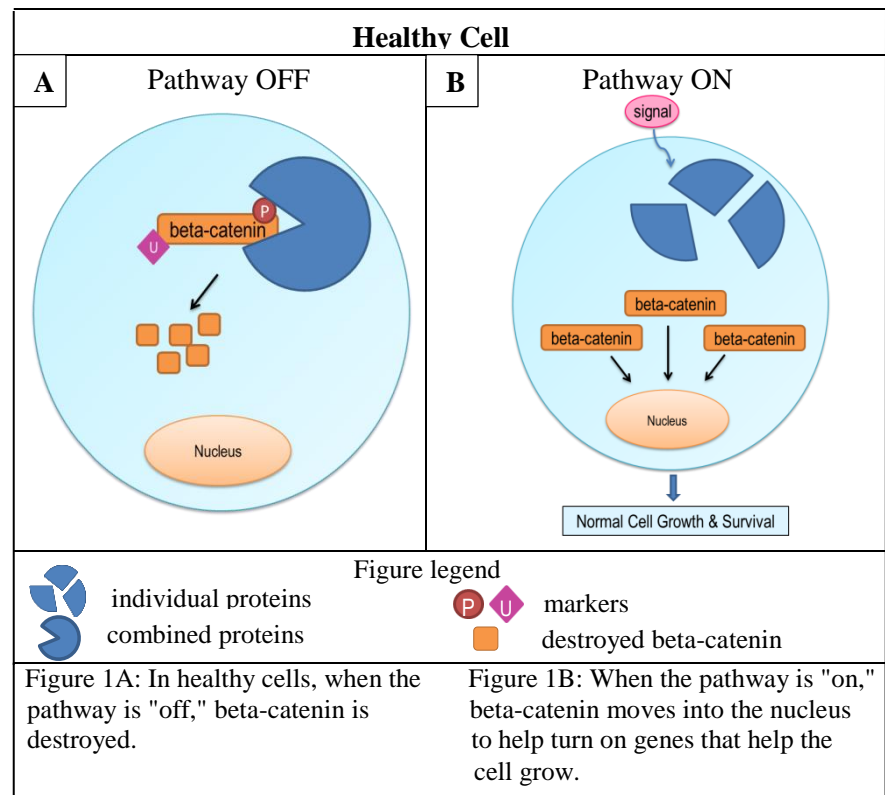 Healthy Cell
A
Pathway OFF
P
beta-catenin
U
Nucleus
B
Pathway ON
signal
beta-catenin
beta-catenin
beta-catenin
Nucleus
Normal Cell Growth & Survival
Figure legend
individual proteins
combined proteins
P U markers
destroyed beta-catenin
Figure 1A: In healthy cells, when the
pathway is "off," beta-catenin is
destroyed.
Figure 1B: When the pathway is "on,"
beta-catenin moves into the nucleus
to help turn on genes that help the
cell grow.